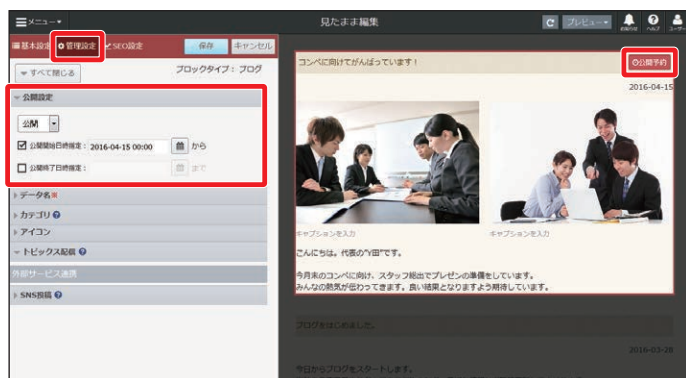 メニュー
見たまま編集
プレビュー
お知らせ
ヘルプ
ユーザー
基本設定
管理設定
SEO設定
保存
キャンセル
すべて閉じる
ブロックタイプ: ブログ
公開設定
公開
公開開始日時指定: 2016-04-15 00:00 から
公開終了日時指定: まで
データ名※
カテゴリ
アイコン
トピックス配信
外部サービス連携
SNS投稿
コンペに向けてがんばっています!
公開予約
2016-04-15
キャプションを入力
キャプションを入力
こんにちは。代表の"Y田"です。
今月末のコンペに向け、スタッフ総出でプレゼンの準備をしています。
みんなの熱気が伝わってきます。良い結果となりますよう期待しています。
ブログをはじめました。
2016-03-28
今日からブログをスタートします。